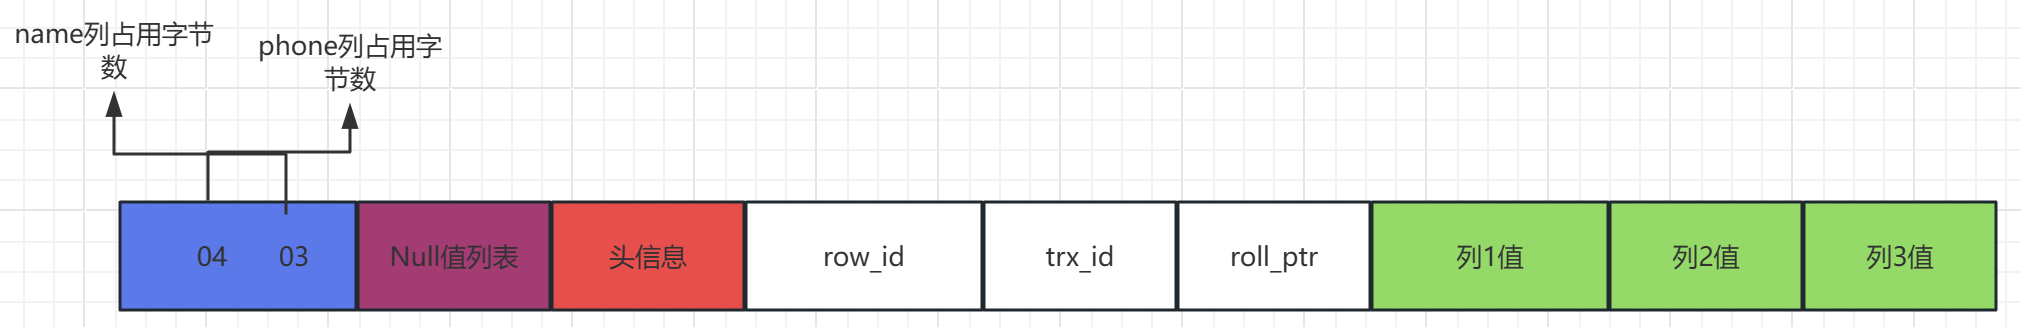 name列占用字节
数
phone列占用字
节数
04 03 Null值列表 头信息 row_id trx_id roll_ptr 列1值 列2值 列3值